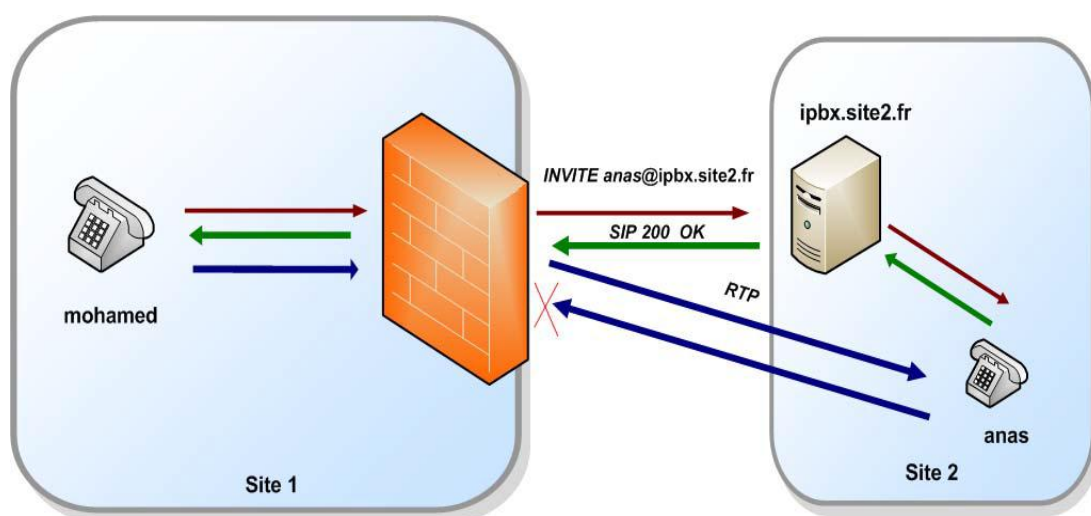 ipbx.site2.fr
INVITE anas@ipbx.site2.fr
SIP 200 OK
RTP
mohamed
anas
Site 1
Site 2